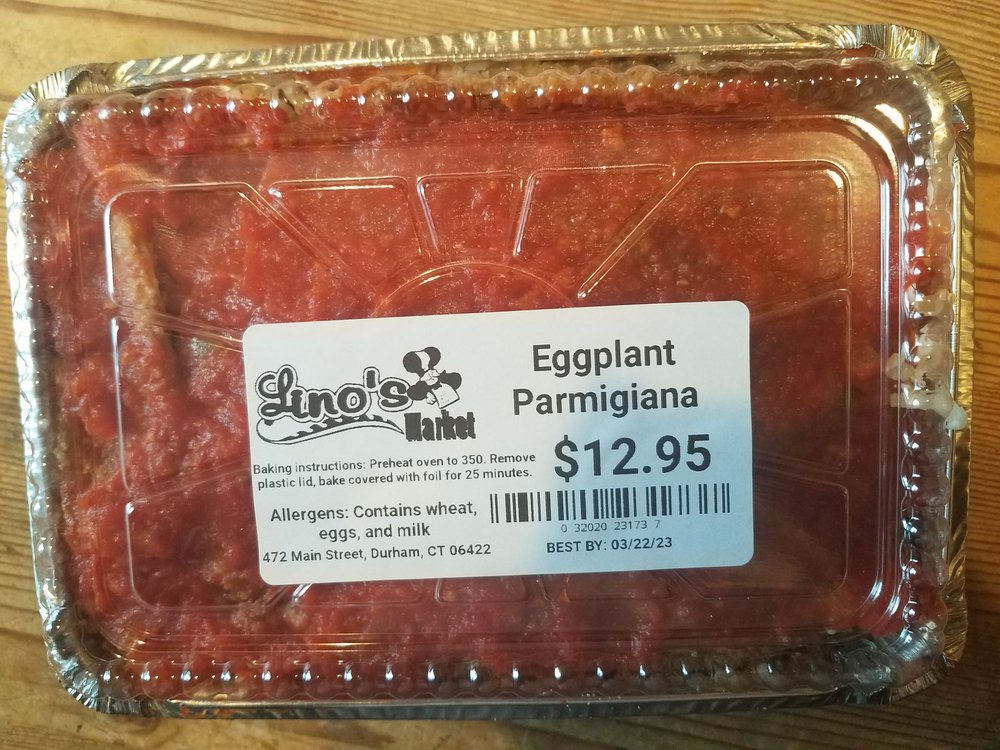 Lino's
Market
Eggplant
Parmigiana
$12.95
Baking instructions: Preheat oven to 350. Remove
plastic lid, bake covered with foil for 25 minutes.
Allergens: Contains wheat,
eggs, and milk
472 Main Street, Durham, CT 06422
0 32020 23173 7
BEST BY: 03/22/23